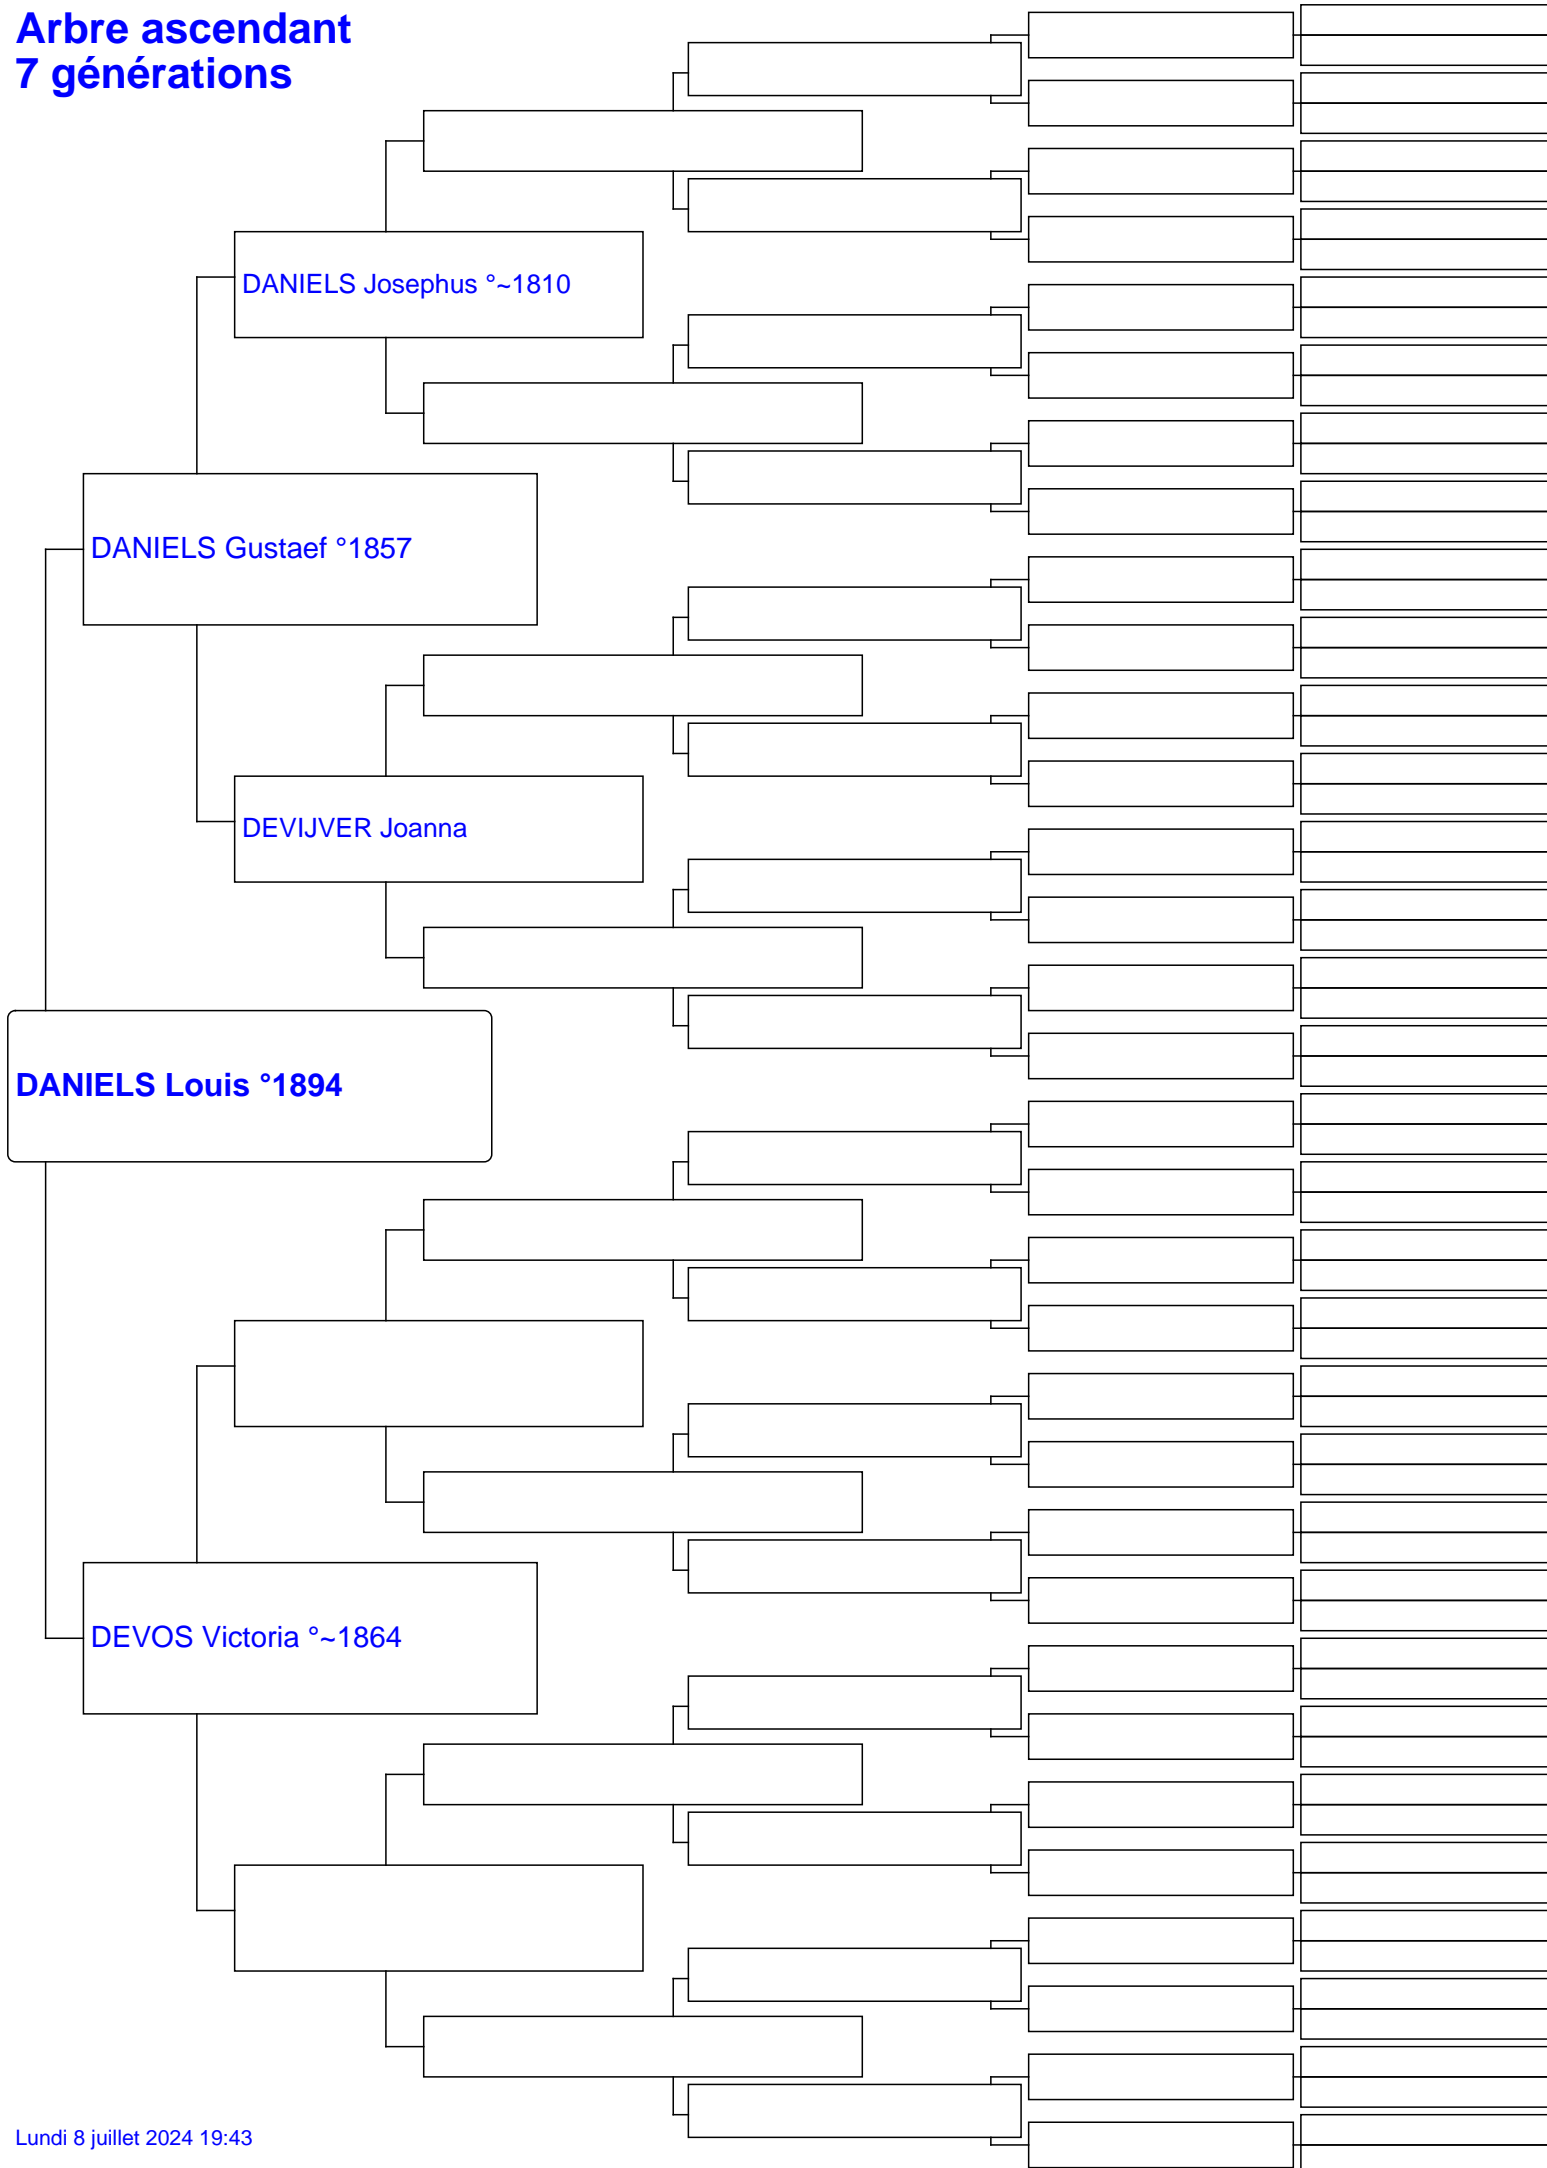 Arbre ascendant
7 générations
DANIELS Josephus °~1810
DANIELS Gustaef °1857
DEVIJVER Joanna
DANIELS Louis °1894
DEVOS Victoria °~1864
Lundi 8 juillet 2024 19:43